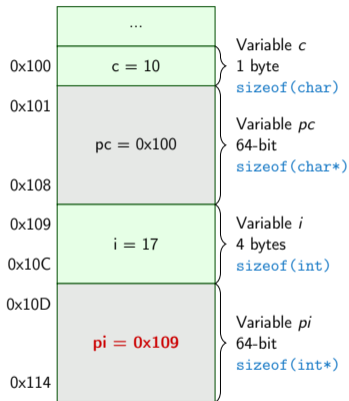 ...
0x100
c = 10
Variable c
1 byte
sizeof(char)
0x101
pc = 0x100
0x108
Variable pc
64-bit
sizeof(char*)
0x109
i = 17
0x10C
Variable i
4 bytes
sizeof(int)
0x10D
pi = 0x109
0x114
Variable pi
64-bit
sizeof(int*)